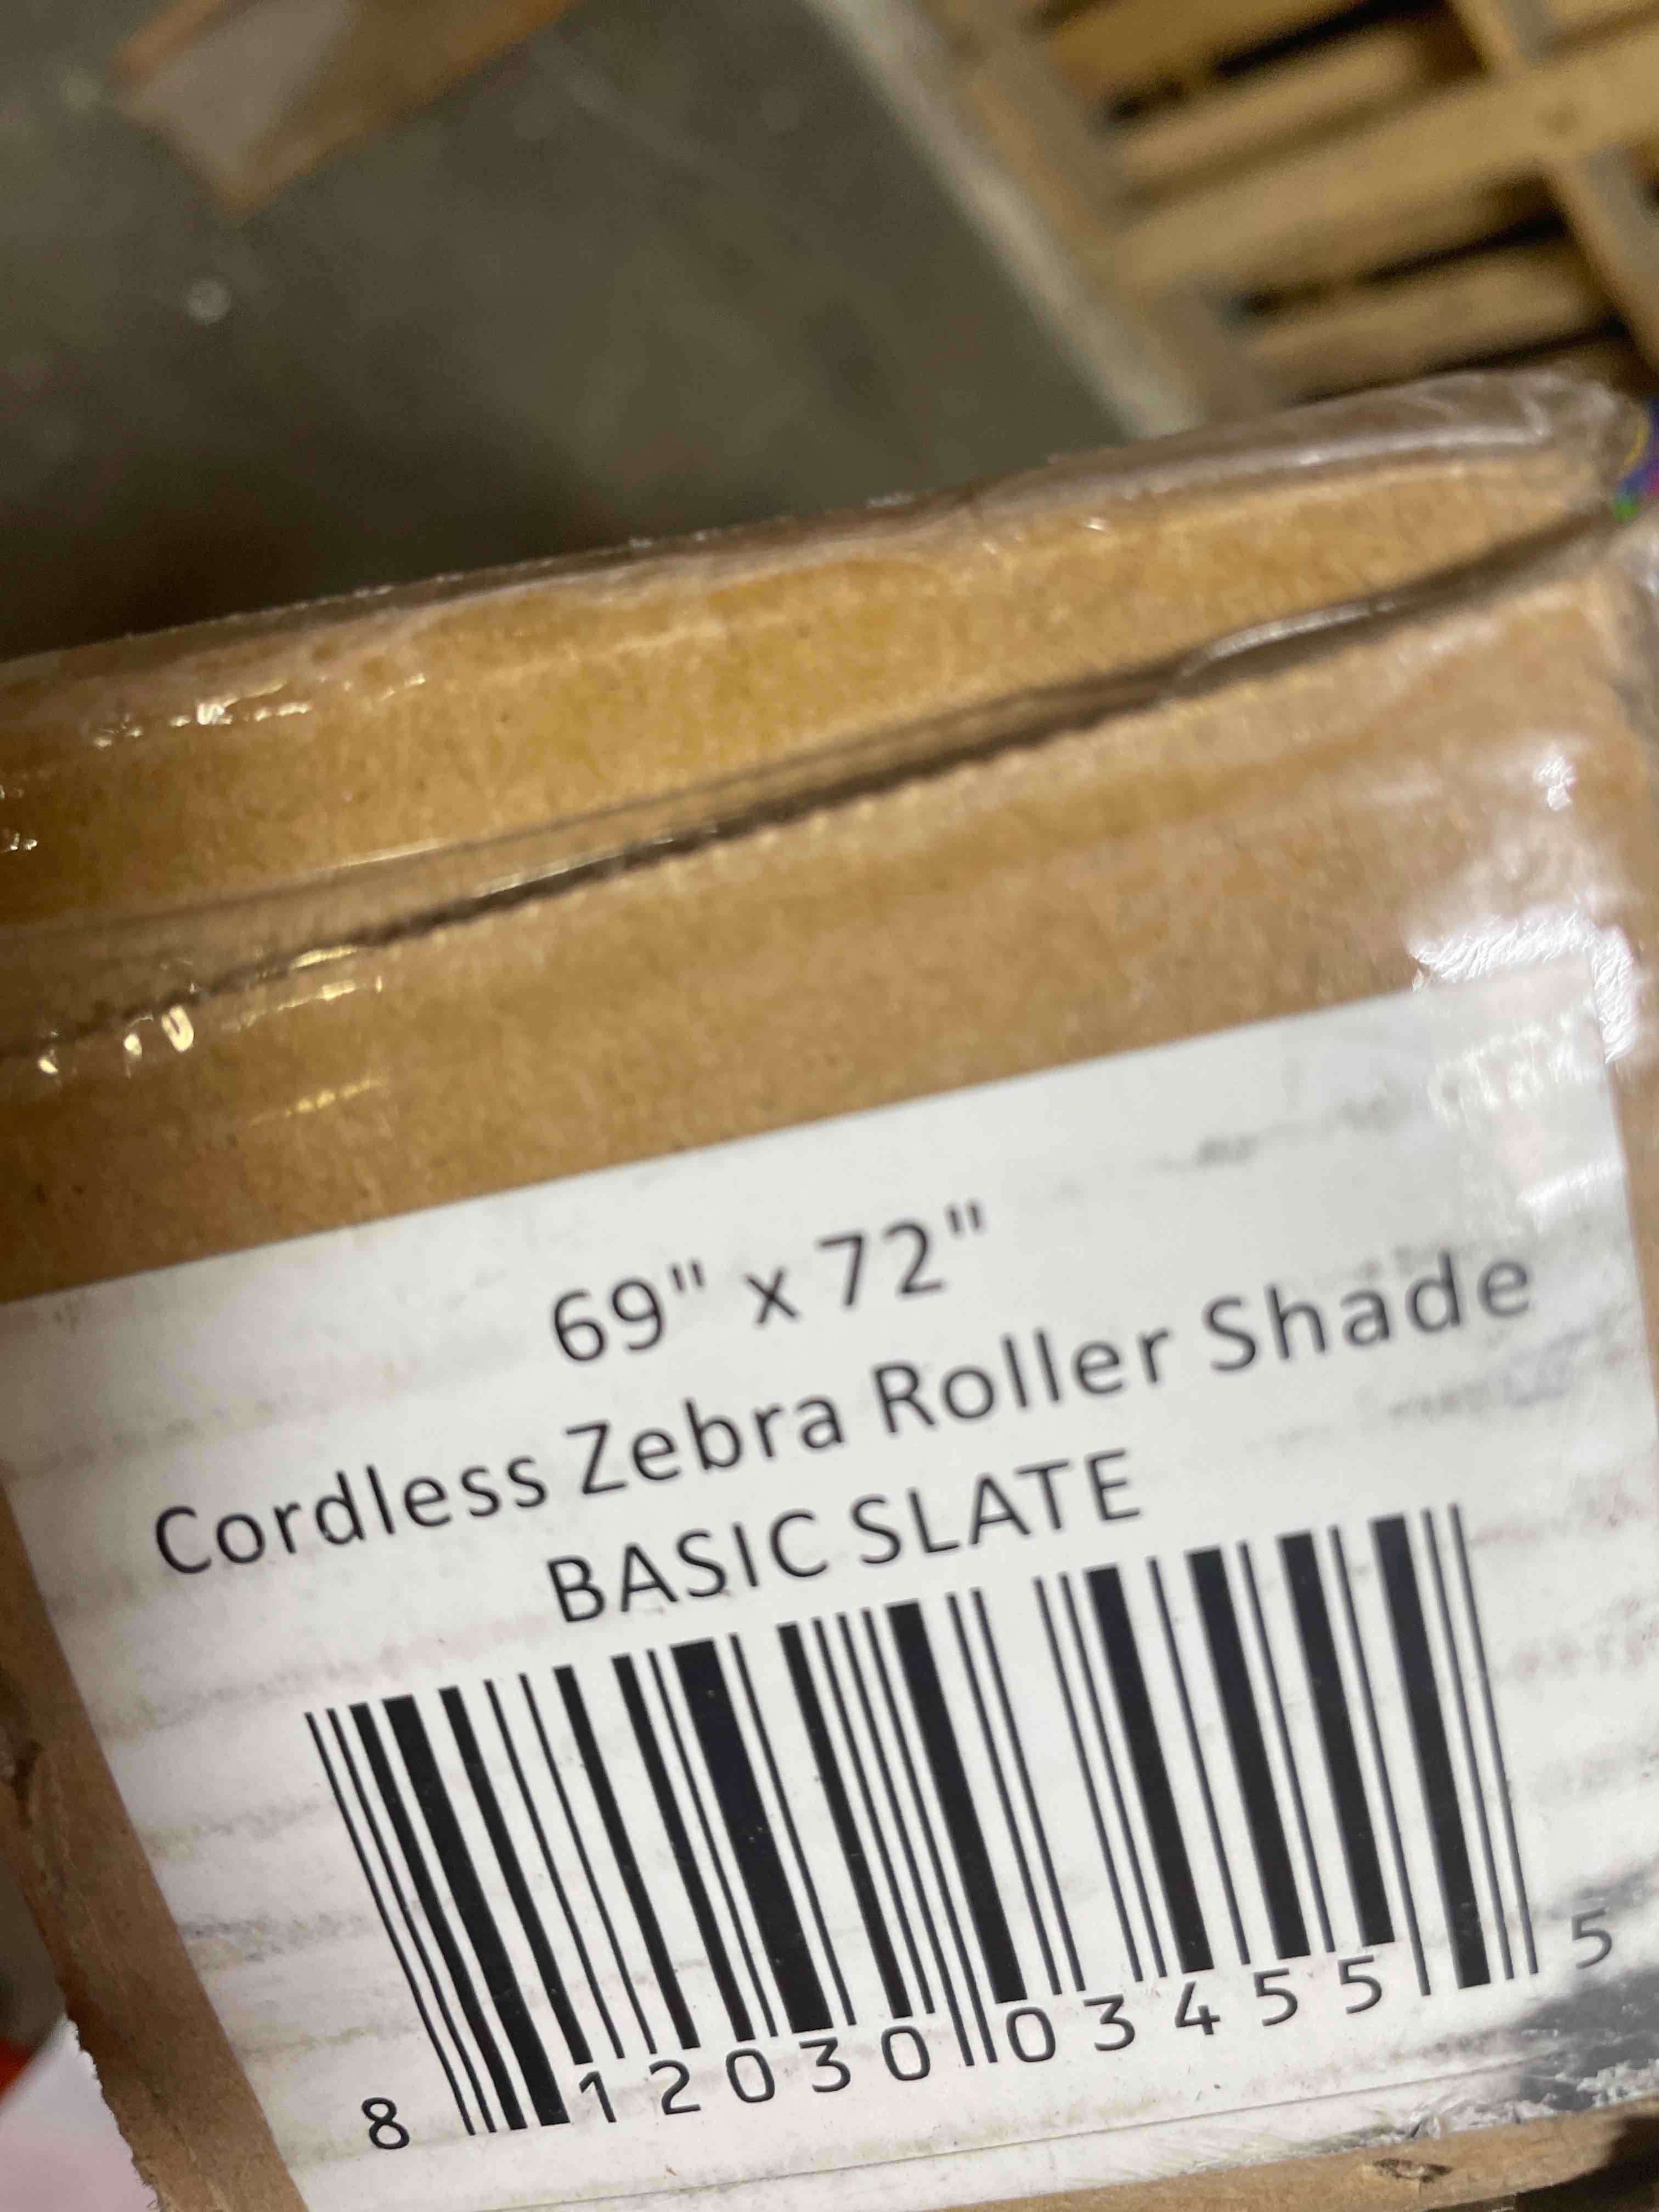 69" x 72"
Cordless Zebra Roller Shade
BASIC SLATE
8 12030 03455 5